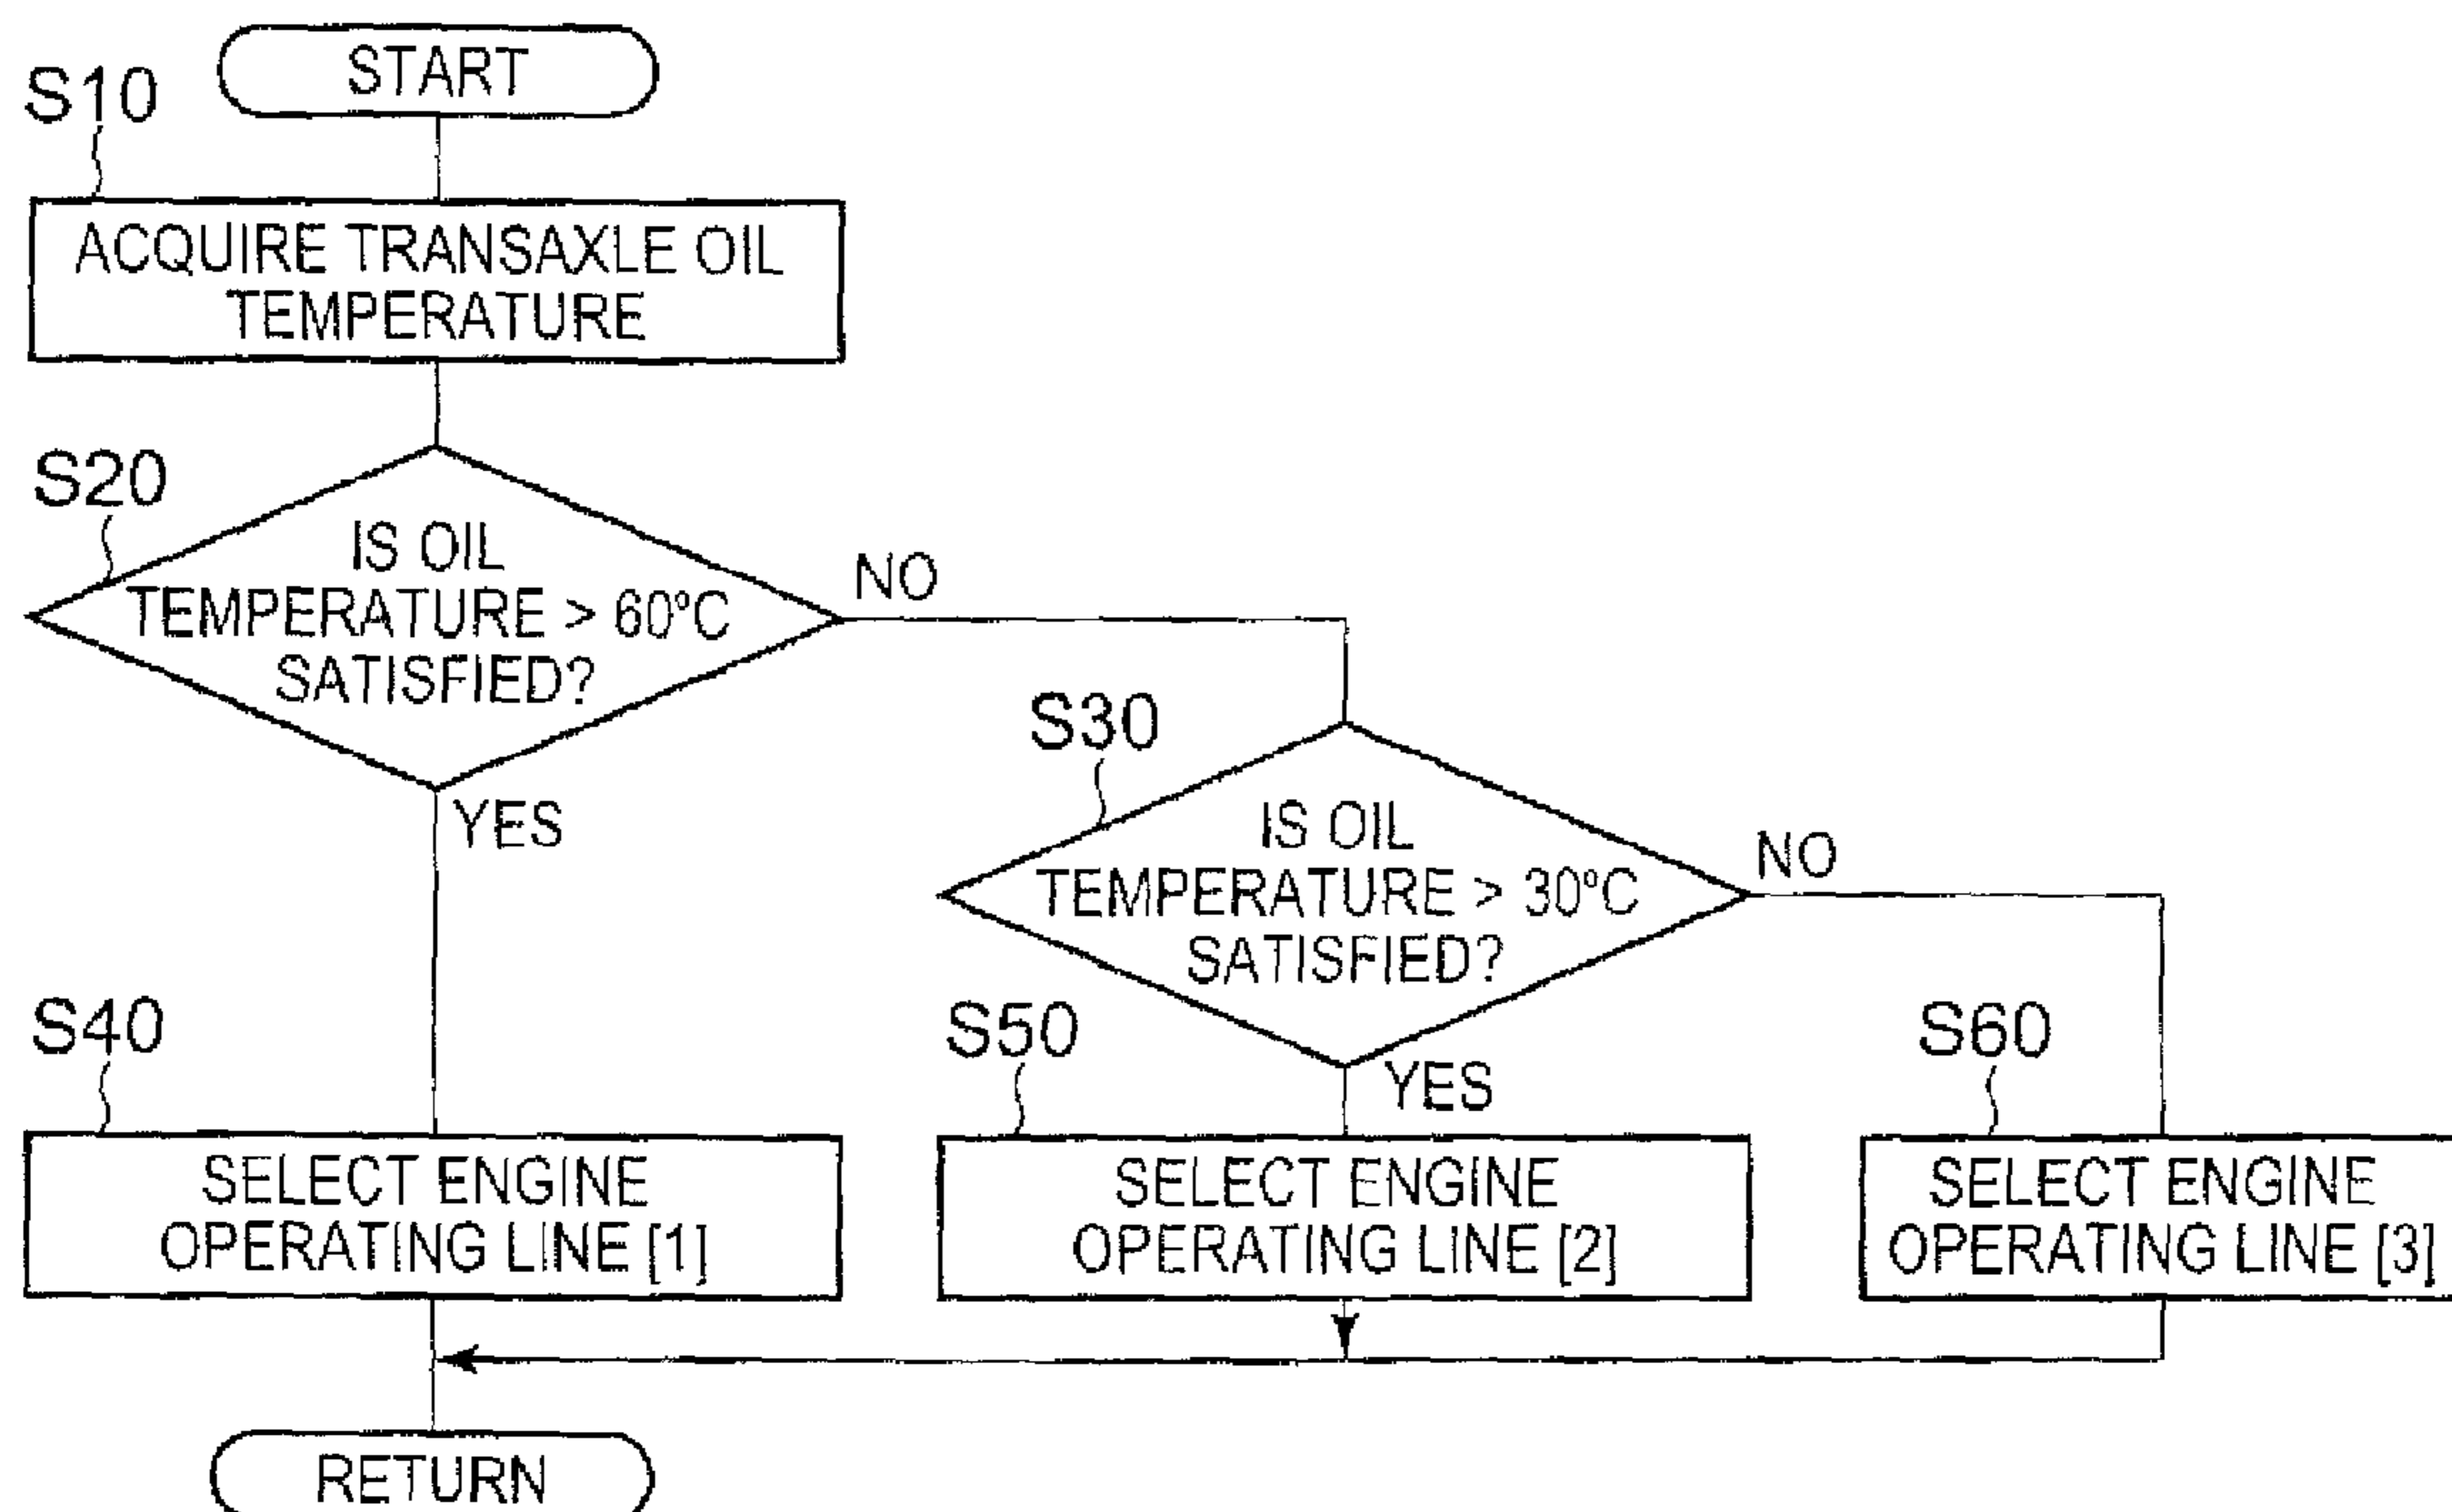 START
S10
ACQUIRE TRANSAXLE OIL
TEMPERATURE
S20
IS OIL
TEMPERATURE > 60°C
SATISFIED?
NO
YES
S30
IS OIL
TEMPERATURE > 30°C
SATISFIED?
NO
YES
S40
SELECT ENGINE
OPERATING LINE [1]
S50
SELECT ENGINE
OPERATING LINE [2]
S60
SELECT ENGINE
OPERATING LINE [3]
RETURN